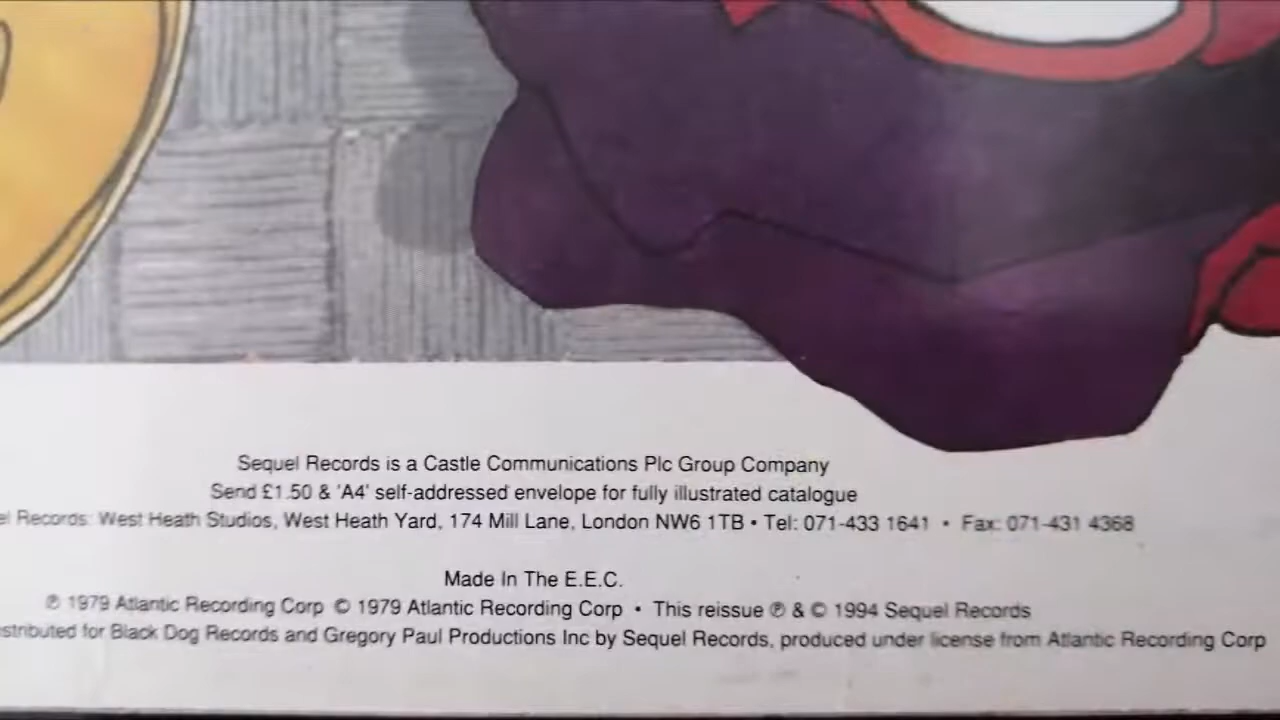 Sequel Records is a Castle Communications Plc Group Company
Send £1.50 & 'A4' self-addressed envelope for fully illustrated catalogue
el Records: West Heath Studios, West Heath Yard, 174 Mill Lane, London NW6 1TB • Tel: 071-433 1641 • Fax: 071-431 4368
Made In The E.E.C.
℗ 1979 Atlantic Recording Corp © 1979 Atlantic Recording Corp • This reissue ℗ & © 1994 Sequel Records
stributed for Black Dog Records and Gregory Paul Productions Inc by Sequel Records, produced under license from Atlantic Recording Corp